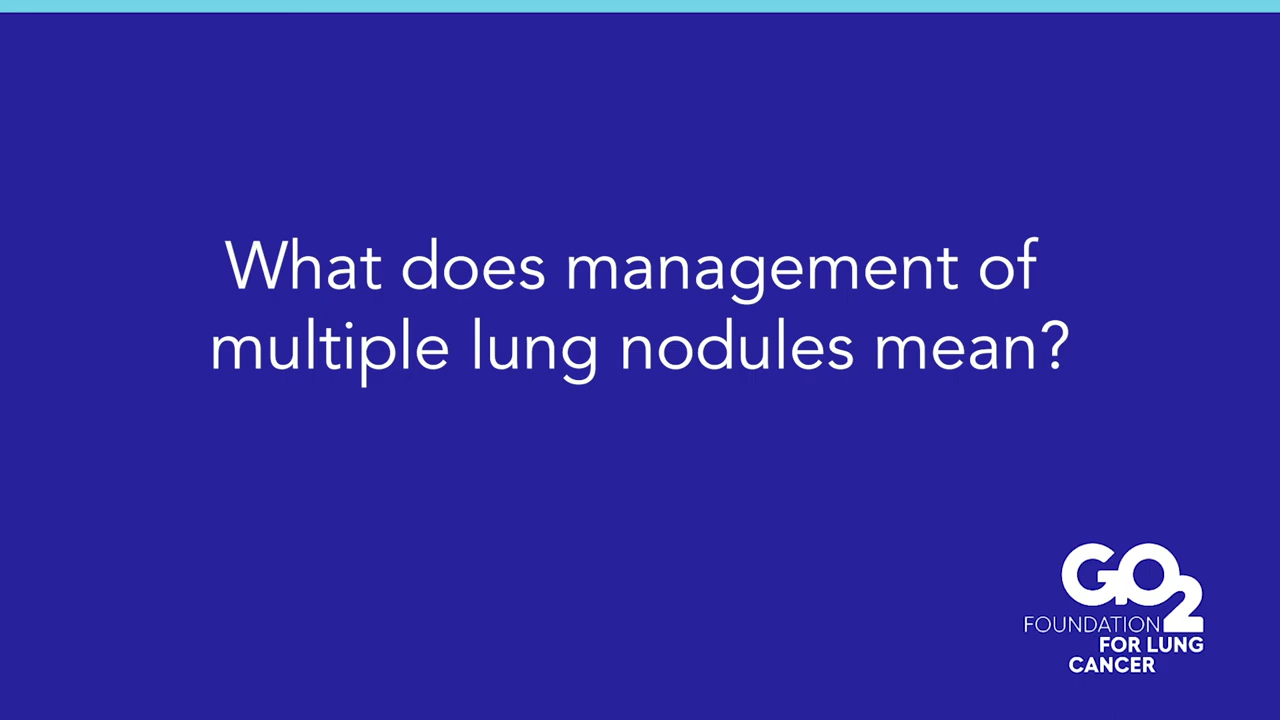 What does management of
multiple lung nodules mean?
GO2
FOUNDATION
FOR LUNG
CANCER